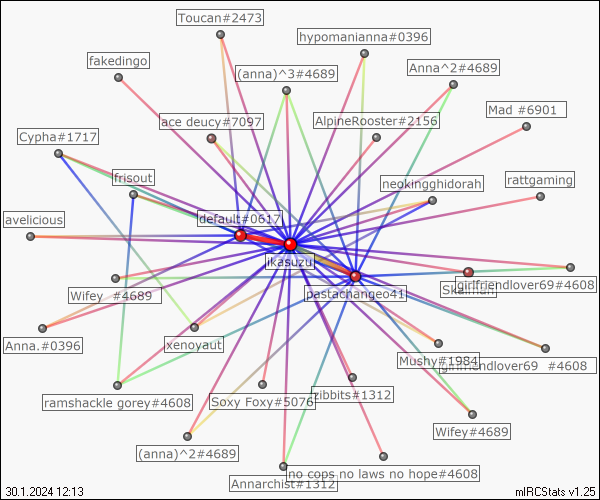 Toucan#2473
hypomanianna#0396
fakedingo
(anna)^3#4689
Anna^2#4689
Cypha#1717
ace deucy#7097
AlpineRooster#2156
Mad #6901
frisout
neokingghidorah
rattgaming
avelicious
default#0617
ikasuzu
Wifey #4689
pastachangeo41
Skairman
girlfriendlover69#4608
Anna.#0396
xenoyaut
Mushy#1984
girlfriendlover69 #4608
ramshackle gorey#4608
Soxy Foxy#5076
zibbits#1312
Wifey#4689
(anna)^2#4689
Annarchist#1312
no cops no laws no hope#4608
30.1.2024 12:13
mIRCStats v1.25